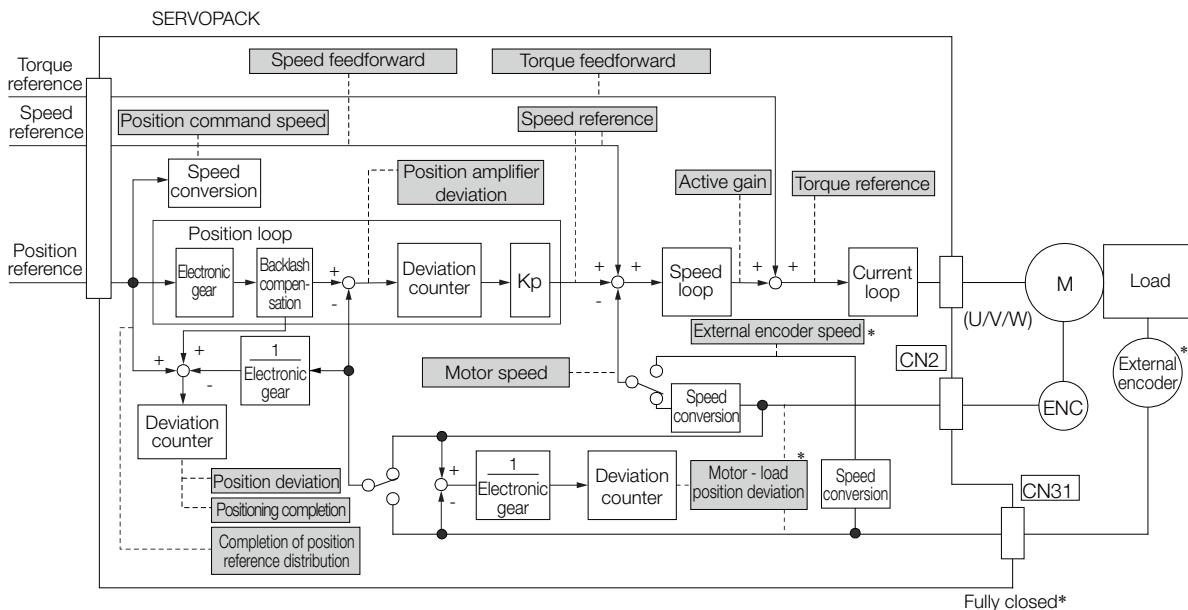 SERVOPACK
Torque
reference
Speed
reference
Position
reference
Speed feedforward
Torque feedforward
Position command speed
Speed reference
Speed
conversion
Position amplifier
deviation
Active gain
Torque reference
Position loop
Electronic
gear
Backlash
compen-
sation
+
-
Deviation
counter
Kp
+
+
-
Speed
loop
+
+
Current
loop
(U/V/W)
M
Load
External encoder speed *
+
+
-
1
Electronic
gear
Motor speed
Speed
conversion
CN2
ENC
External
encoder
*
Deviation
counter
Position deviation
Positioning completion
Completion of position
reference distribution
+
-
1
Electronic
gear
Deviation
counter
*
Motor - load
position deviation
Speed
conversion
CN31
Fully closed*